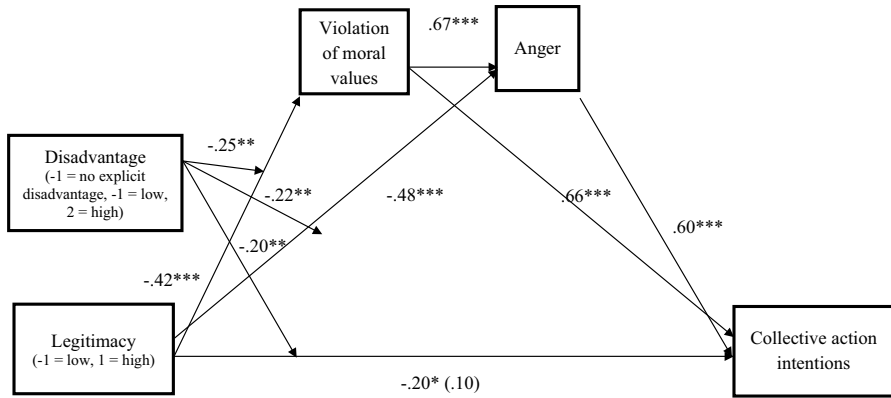 Violation
of moral
values
.67***
Anger
Disadvantage
(-1 = no explicit
disadvantage, -1 = low,
2 = high)
-.25**
-.22**
-.48***
.66***
.60***
-.20**
-.42***
Legitimacy
(-1 = low, 1 = high)
Collective action
intentions
-.20* (.10)